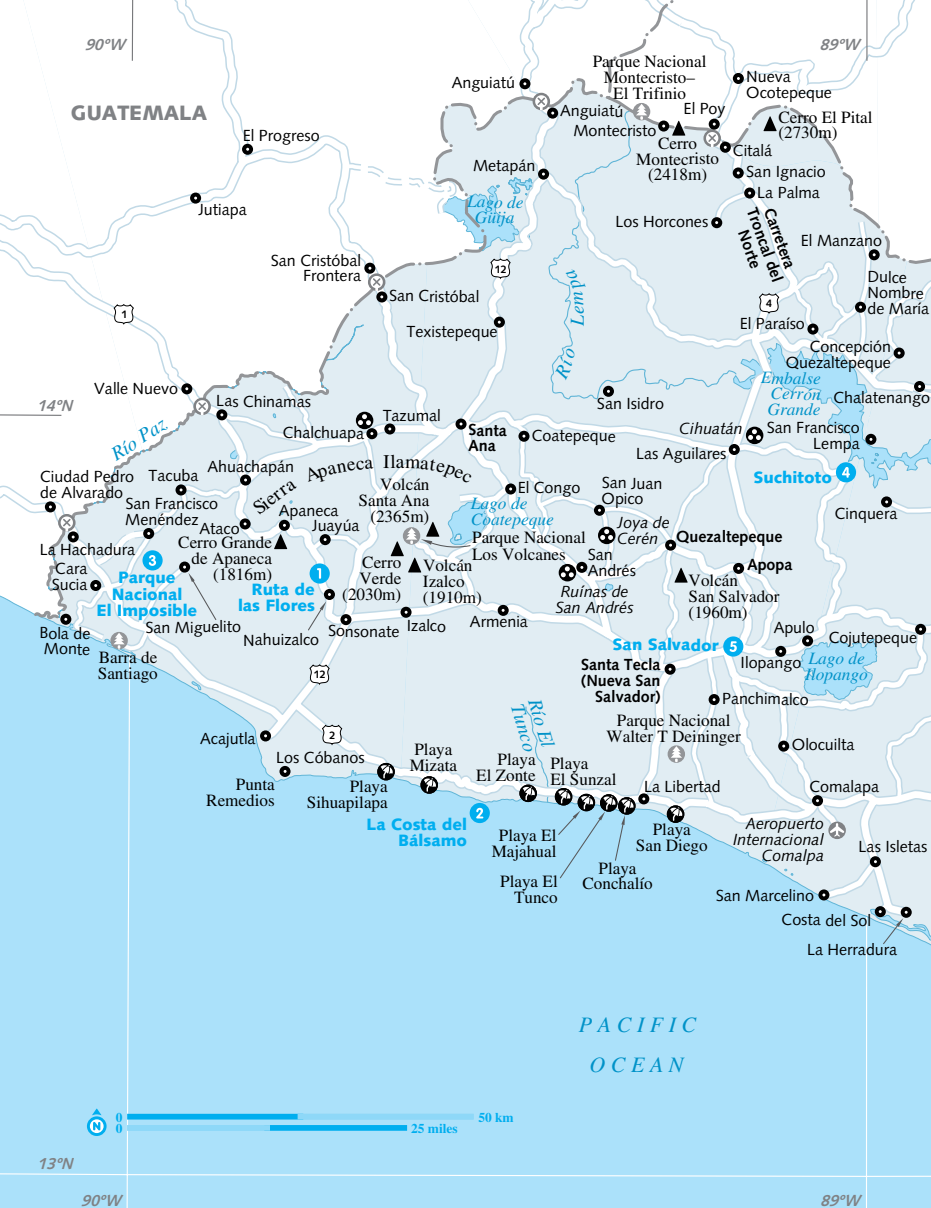 90ºW
89ºW
GUATEMALA
Anguiatú
Anguiatú
Parque Nacional
Montecristo–
El Trifinio
Nueva
Ocotepeque
El Poy
Montecristo
Cerro
Montecristo
(2418m)
Cerro El Pital
(2730m)
Citalá
El Progreso
Metapán
San Ignacio
La Palma
Jutiapa
Lago de
Güija
Los Horcones
Carretera
Troncal del
Norte
El Manzano
San Cristóbal
Frontera
12
San Cristóbal
Río Lempa
Dulce
Nombre
de María
4
1
Texistepeque
El Paraíso
Concepción
Quezaltepeque
Valle Nuevo
Embalse
Cerrón
Grande
Chalatenango
14ºN
Las Chinamas
San Isidro
Río Paz
Tazumal
Chalchuapa
Santa
Ana
Coatepeque
Cihuatán
San Francisco
Lempa
Las Aguilares
Ciudad Pedro
de Alvarado
Tacuba
Ahuachapán
Sierra Apaneca Ilamatepec
Suchitoto
4
San Francisco
Menéndez
Apaneca
Volcán
Santa Ana
(2365m)
El Congo
San Juan
Opico
Cinquera
Ataco
Juayúa
Lago de
Coatepeque
Joya de
Cerén
La Hachadura
Cerro Grande
de Apaneca
(1816m)
Parque Nacional
Los Volcanes
Quezaltepeque
Cara
Sucia
3
Parque
Nacional
El Imposible
1
Ruta de
las Flores
Cerro
Verde
(2030m)
Volcán
Izalco
(1910m)
San
Andrés
Ruinas de
San Andrés
Volcán
San Salvador
(1960m)
Apopa
San Miguelito
Nahuizalco
Sonsonate
Izalco
Armenia
Bola de
Monte
Barra de
Santiago
San Salvador
5
Apulo
Cojutepeque
Ilopango
Lago de
Ilopango
Santa Tecla
(Nueva San
Salvador)
12
Panchimalco
Río El
Tunco
Parque Nacional
Walter T Deininger
Acajutla
2
Olocuilta
Los Cóbanos
Playa
Mizata
Playa
El Zonte
Playa
El Sunzal
Punta
Remedios
Playa
Sihuapilapa
La Libertad
Comalapa
2
La Costa del
Bálsamo
Playa El
Majahual
Playa
San Diego
Aeropuerto
Internacional
Comalpa
Las Isletas
Playa
Conchalío
Playa El
Tunco
San Marcelino
Costa del Sol
La Herradura
PACIFIC
OCEAN
N
0
50 km
0
25 miles
13ºN
90ºW
89ºW